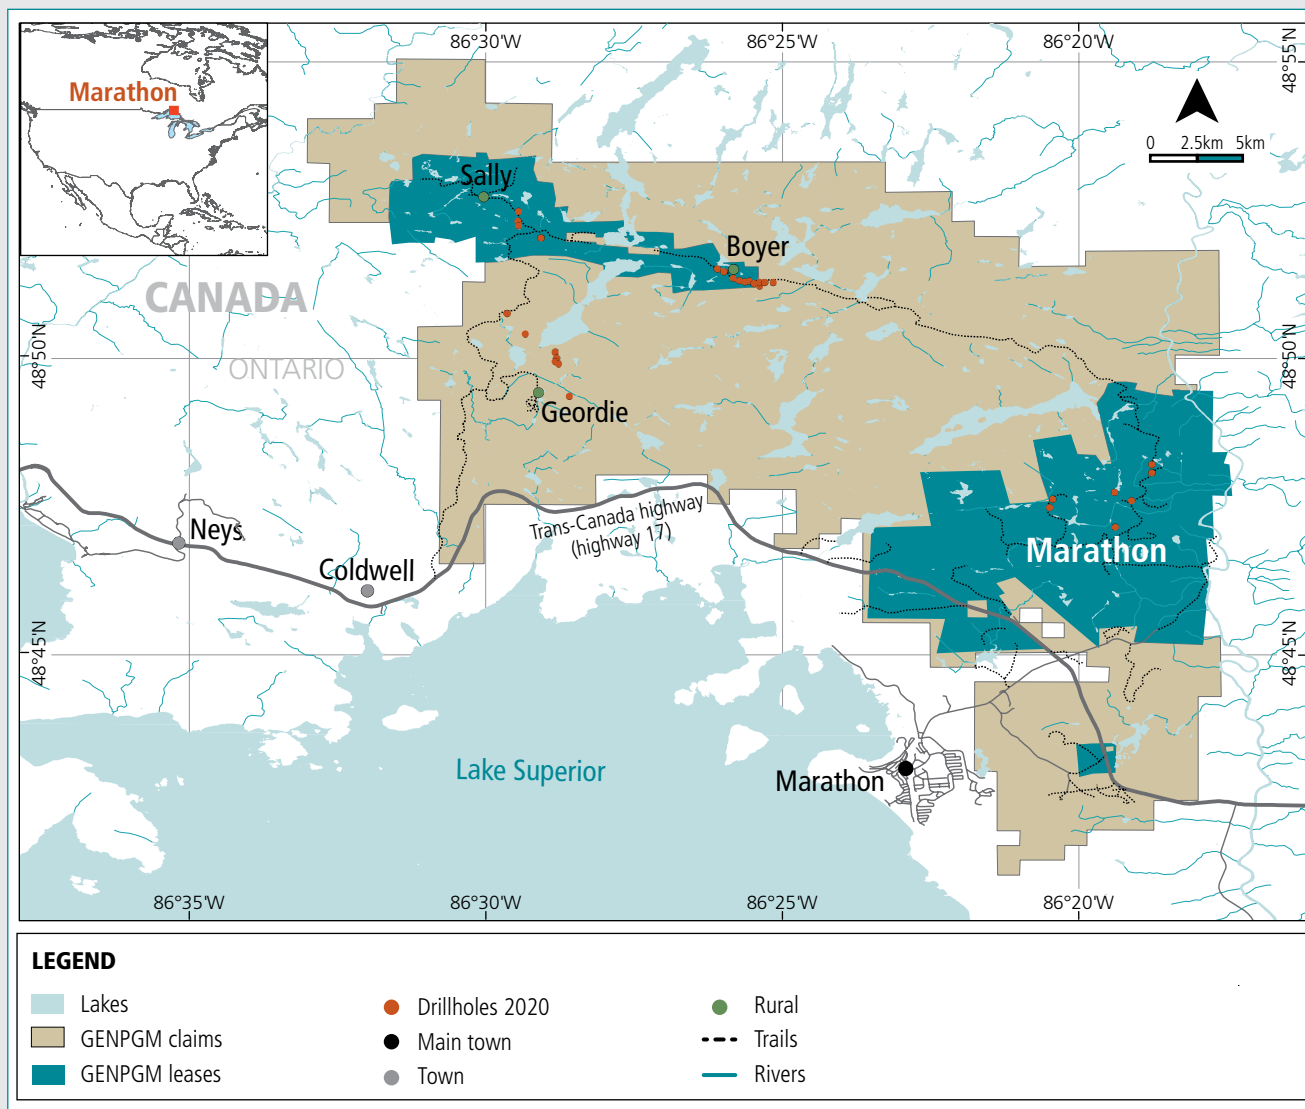 86°30'W
86°25'W
86°20'W
48°55'N
Marathon
0 2.5km 5km
Sally
Boyer
CANADA
ONTARIO
48°50'N
48°50'N
Geordie
Trans-Canada highway
(highway 17)
Neys
Coldwell
Marathon
48°45'N
48°45'N
Lake Superior
Marathon
86°35'W
86°30'W
86°25'W
86°20'W
LEGEND
Lakes
GENPGM claims
GENPGM leases
Drillholes 2020
Main town
Town
Rural
Trails
Rivers